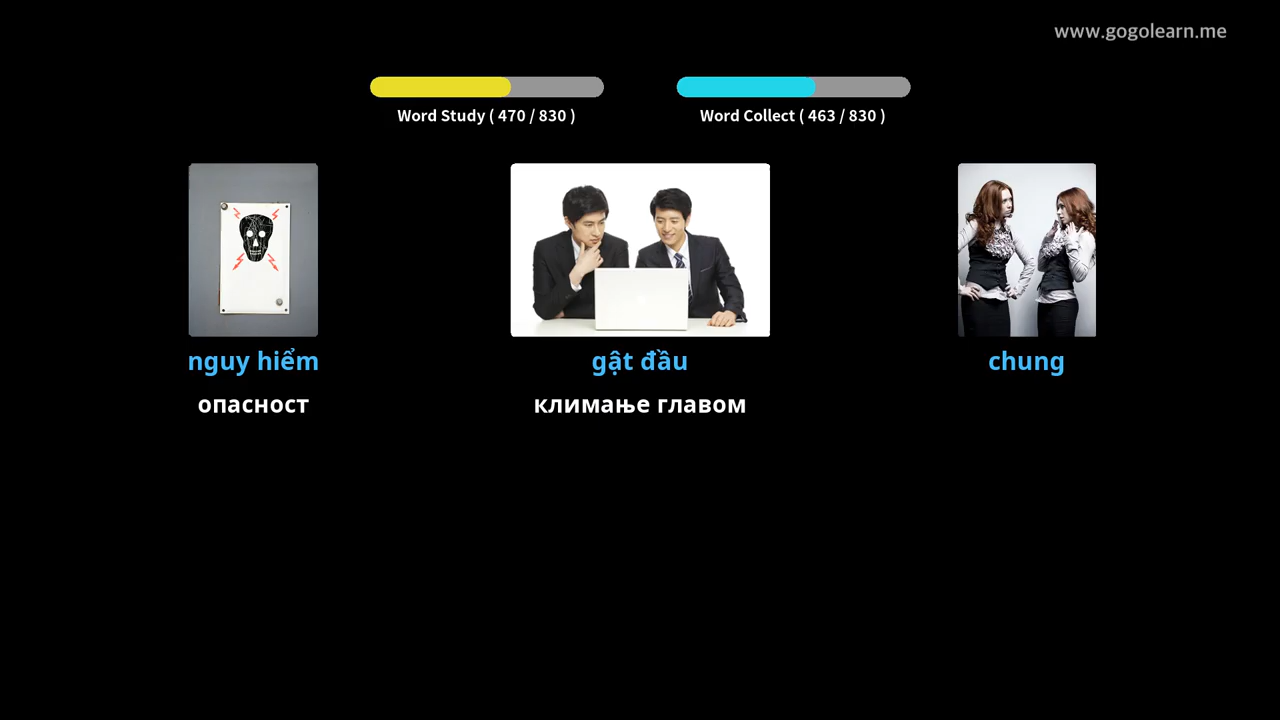 www.gogolearn.me
Word Study ( 470 / 830 )
Word Collect ( 463 / 830 )
nguy hiểm
gật đầu
chung
опасност
климање главом